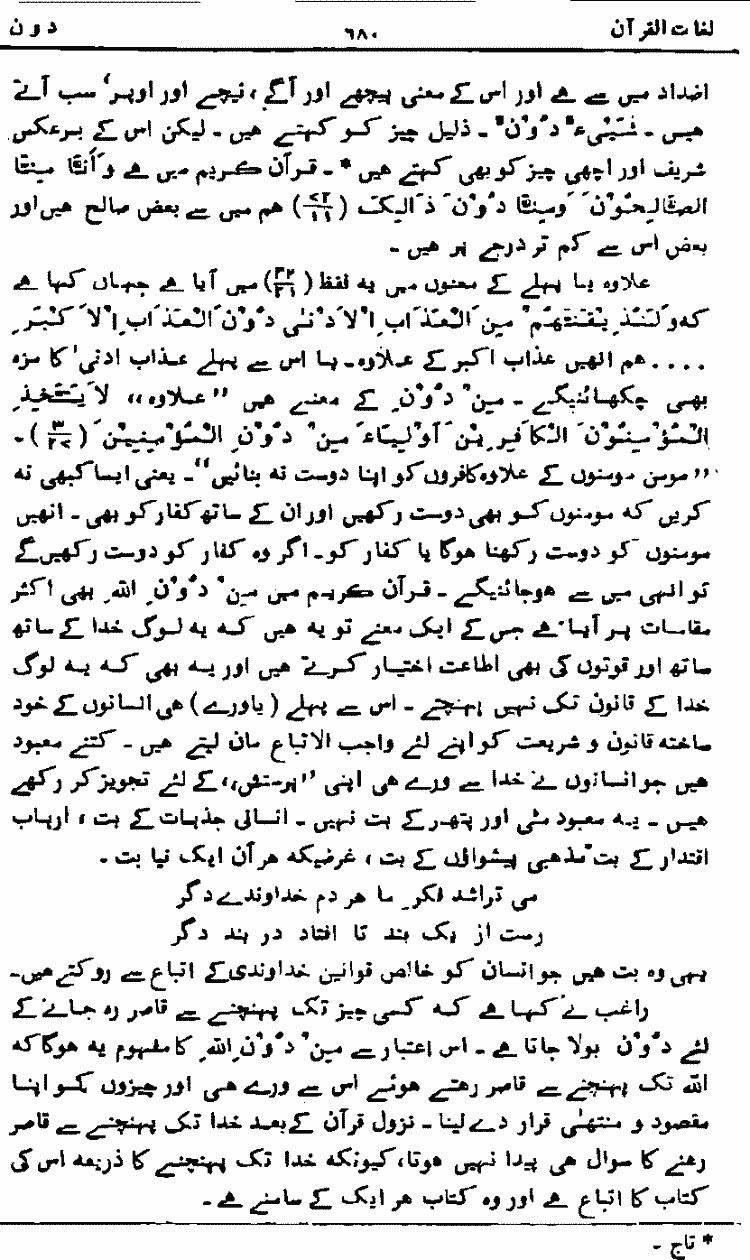 لغات القرآن ۶۸۰ د و ن
اضداد میں سے ہے اور اس کے معنی پیچھے اور آگے، نیچے اور اوپر، سب آتے
ہیں ۔ شَیْیٌء دُوْنٌ ۔ ذلیل چیز کو کہتے ہیں ۔ لیکن اس کے برعکس
شریف اور اچھی چیز کو بھی کہتے ہیں * ۔ قرآن کریم میں ہے وَ اَنَّا مِنَّا
الصّٰلِحُوْنَ وَمِنَّا دُوْنَ ذَالِکَ (۷۲/۱۱) ہم میں سے بعض صالح ہیں اور
بعض اس سے کم تر درجے پر ہیں ۔
علاوہ یا پہلے کے معنوں میں یہ لفظ (۳۲/۲۱) میں آیا ہے جہاں کہا ہے
کہ وَلَنُذِیْقَنَّھُمْ مِنَ الْعَذَابِ الْاَدْنٰی دُوْنَ الْعَذَابِ الْاَکْبَرِ
.... ہم انھیں عذاب اکبر کے علاوہ۔ یا اس سے پہلے عذاب ادنیٰ کا مزہ
بھی چکھائینگے ۔ مِنْ دُوْنِ کے معنے ہیں ”علاوہ“ لَا یَتَّخِذِ
الْمُؤْمِنُوْنَ الْکَافِرِیْنَ اَوْلِیَاءَ مِنْ دُوْنِ الْمُؤْمِنِیْنَ (۳/۲۷) ۔
”مومن مومنوں کے علاوہ کافروں کو اپنا دوست نہ بنائیں“۔ یعنی ایسا کبھی نہ
کریں کہ مومنوں کو بھی دوست رکھیں اور ان کے ساتھ کفار کو بھی ۔ انھیں
مومنوں کو دوست رکھنا ہوگا یا کفار کو۔ اگر وہ کفار کو دوست رکھیں گے
تو انہی میں سے ہوجائینگے ۔ قرآن کریم میں مِنْ دُوْنِ اللہِ بھی اکثر
مقامات پر آیا ہے جس کے ایک معنے تو یہ ہیں کہ یہ لوگ خدا کے ساتھ
ساتھ اور قوتوں کی بھی اطاعت اختیار کرتے ہیں اور یہ بھی کہ یہ لوگ
خدا کے قانون تک نہیں پہنچتے ۔ اس سے پہلے (یا ورے) ہی انسانوں کے خود
ساختہ قانون و شریعت کو اپنے لئے واجب الاتباع مان لیتے ہیں ۔ کتنے معبود
ہیں جو انسانوں نے خدا سے ورے ہی اپنی ”پرستش“ کے لئے تجویز کر رکھے
ہیں ۔ یہ معبود مٹی اور پتھر کے بت نہیں ۔ انسانی جذبات کے بت ، ارباب
اقتدار کے بت مذھبی پیشواؤں کے بت ، غرضیکہ ہر آن ایک نیا بت ۔
می تراشد فکرِ ما ہر دم خداوندے دگر
رست از یک بند تا افتاد در بند دگر
یہی وہ بت ہیں جو انسان کو خالص قوانین خداوندی کے اتباع سے روکتے ہیں۔
راغب نے کہا ہے کہ کسی چیز تک پہنچنے سے قاصر رہ جانے کے
لئے دُوْن بولا جاتا ہے ۔ اس اعتبار سے مِنْ دُوْنِ اللہِ کا مفہوم یہ ہوگا کہ
اللہ تک پہنچنے سے قاصر رہتے ہوئے اس سے ورے ہی اور چیزوں کو اپنا
مقصود و منتھیٰ قرار دے لینا ۔ نزول قرآن کے بعد خدا تک پہنچنے سے قاصر
رہنے کا سوال ہی پیدا نہیں ہوتا، کیونکہ خدا تک پہنچنے کا ذریعہ اس کی
کتاب کا اتباع ہے اور وہ کتاب ہر ایک کے سامنے ہے ۔
* تاج ۔